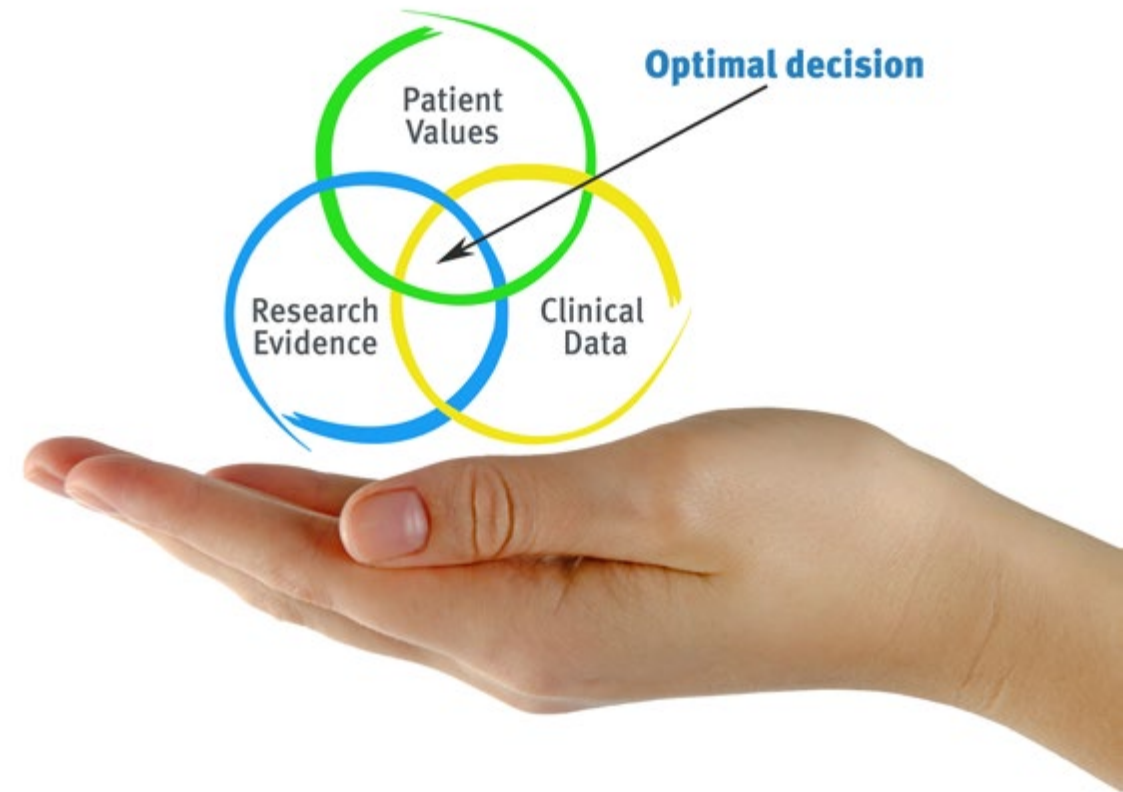 Optimal decision
Patient
Values
Research
Evidence
Clinical
Data